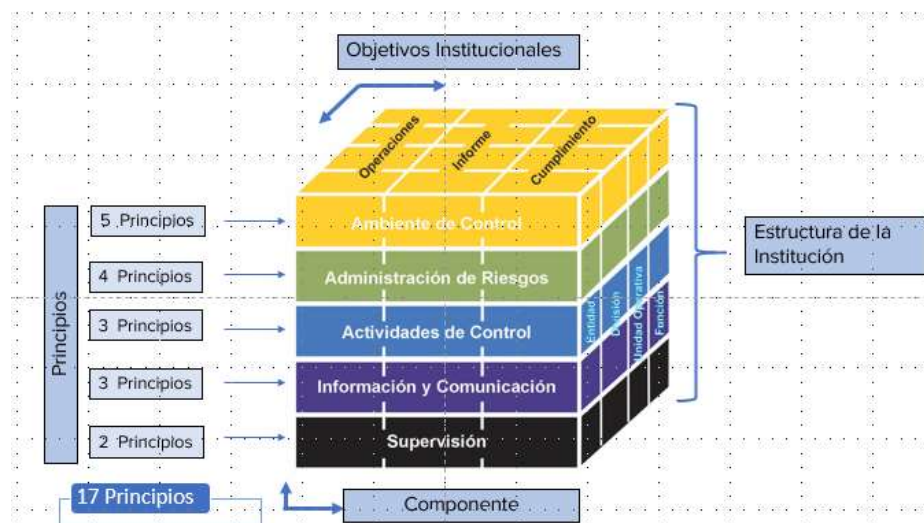 Objetivos Institucionales
Operaciones
Informe
Cumplimiento
Principios
5 Principios
Ambiente de Control
4 Principios
Administración de Riesgos
3 Principios
Actividades de Control
3 Principios
Información y Comunicación
2 Principios
Supervisión
Entidad
División
Unidad Operativa
Función
Estructura de la
Institución
17 Principios
Componente